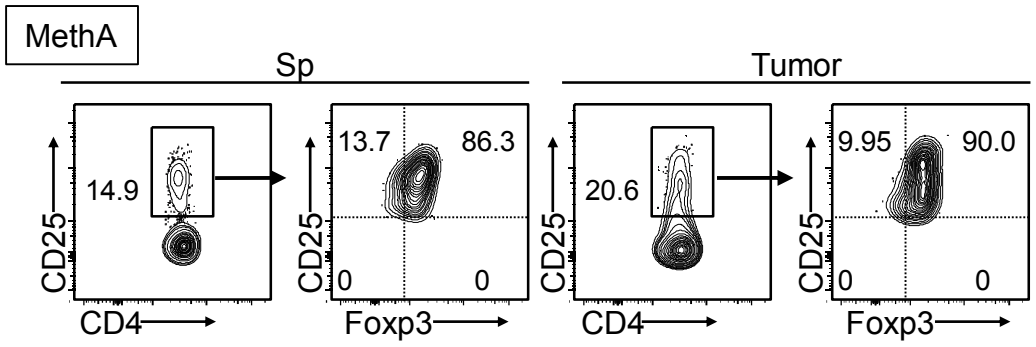 MethA
Sp
Tumor
13.7 86.3
9.95 90.0
14.9
20.6
CD25
CD25
CD25
CD25
0 0
0 0
CD4
Foxp3
CD4
Foxp3